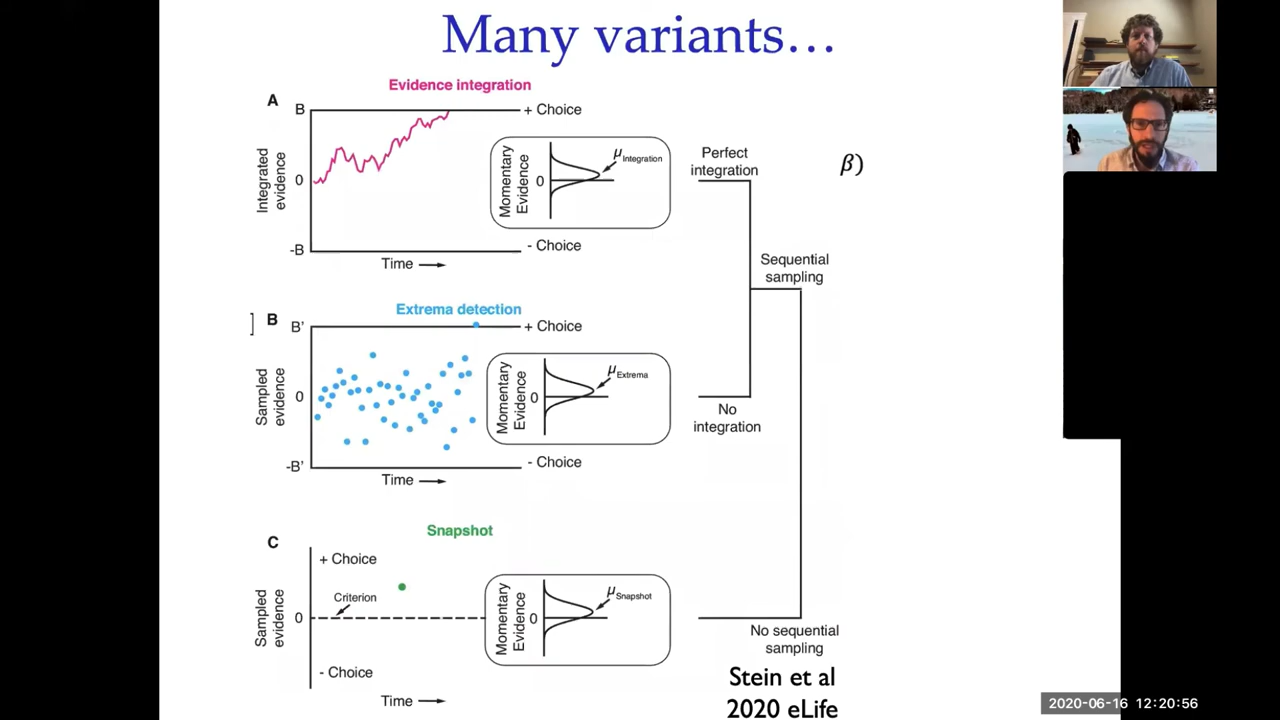 Many variants…
Evidence integration
A
B
+ Choice
Integrated
evidence
0
μIntegration
Momentary
Evidence
0
-B
- Choice
Time
Perfect
integration
β)
Sequential
sampling
Extrema detection
]
B
B'
+ Choice
Sampled
evidence
0
μExtrema
Momentary
Evidence
0
-B'
- Choice
Time
No
integration
Snapshot
C
+ Choice
Criterion
Sampled
evidence
0
μSnapshot
Momentary
Evidence
0
- Choice
Time
No sequential
sampling
Stein et al
2020 eLife
2020-06-16 12:20:56